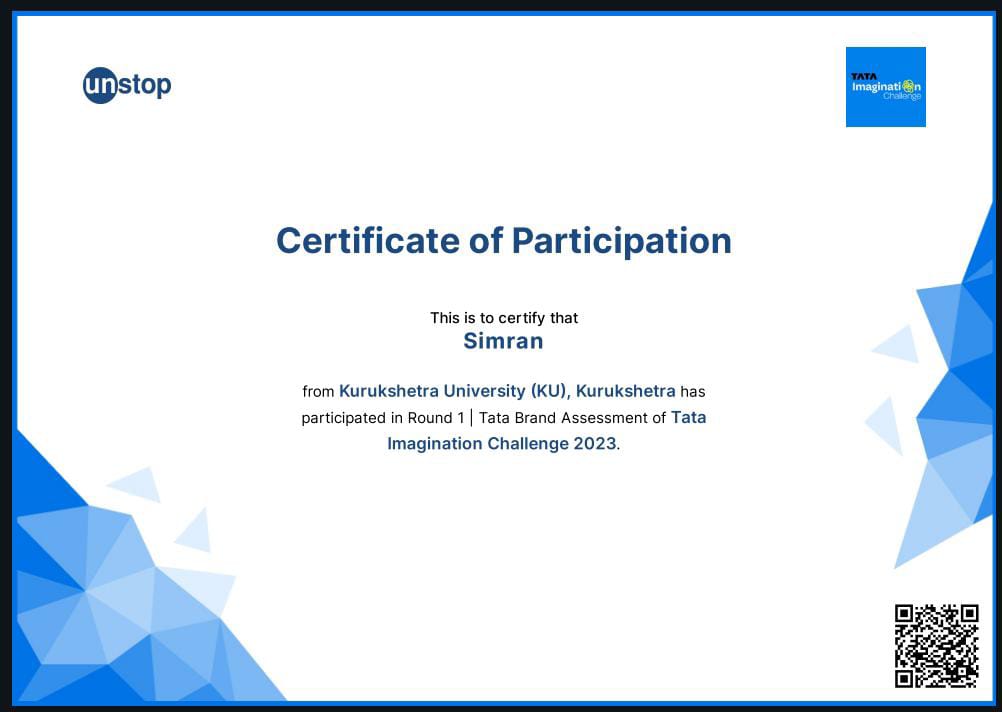 unstop
TATA
Imagination
Challenge
Certificate of Participation
This is to certify that
Simran
from Kurukshetra University (KU), Kurukshetra has
participated in Round 1 | Tata Brand Assessment of Tata
Imagination Challenge 2023.